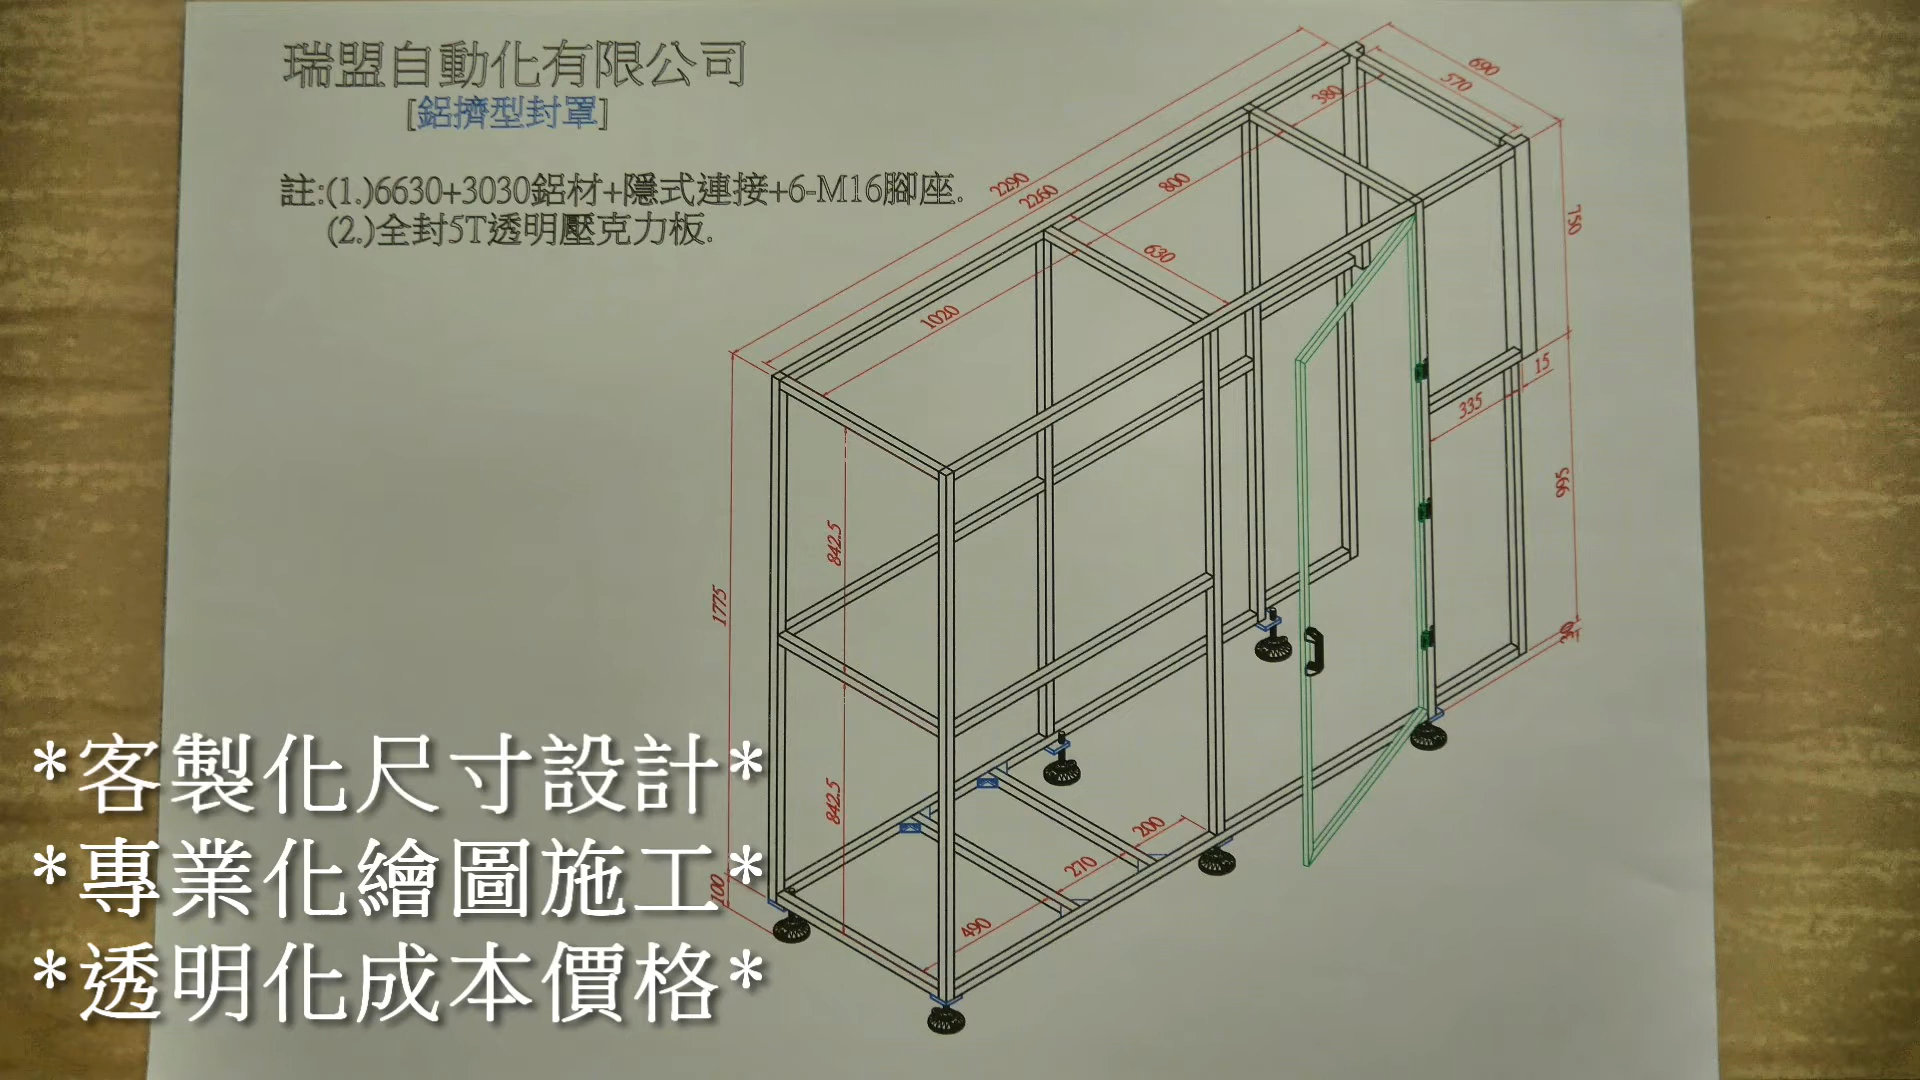 瑞盟自動化有限公司
[鋁擠型封罩]
註:(1.)6630+3030鋁材+隱式連接+6-M16腳座.
(2.)全封5T透明壓克力板.
690
570
380
2290
2260
800
630
750
1020
15
335
995
842.5
1775
842.5
200
270
100
490
*客製化尺寸設計*
*專業化繪圖施工*
*透明化成本價格*